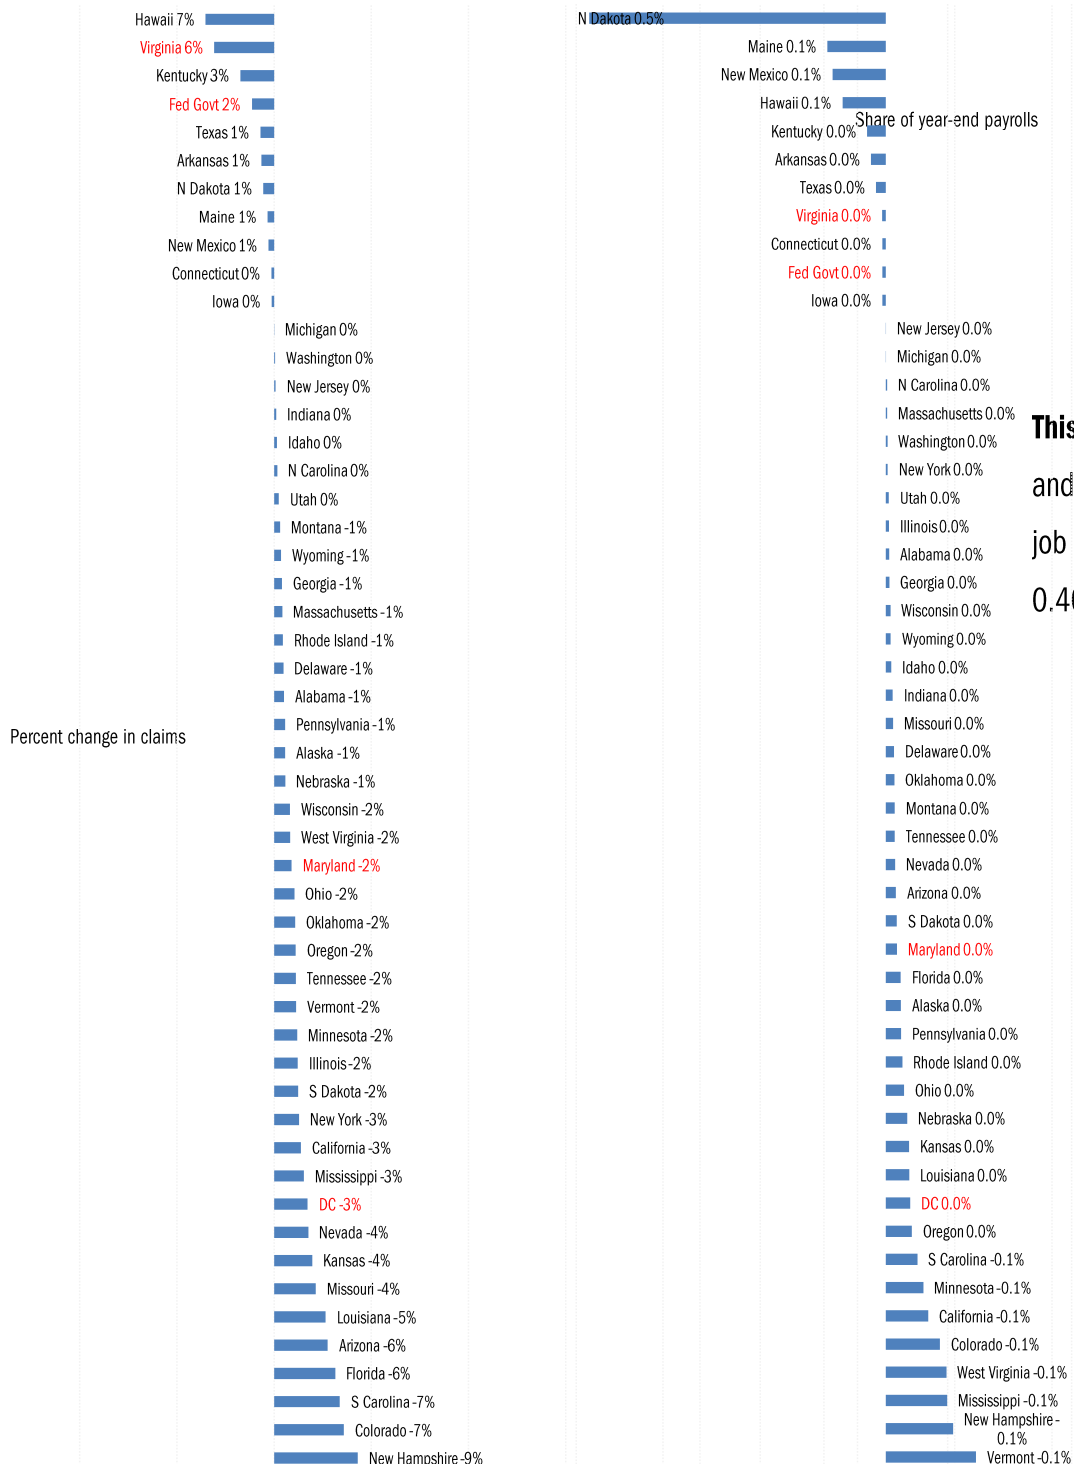 Hawaii 7%
Virginia 6%
Kentucky 3%
Fed Govt 2%
Texas 1%
Arkansas 1%
N Dakota 1%
Maine 1%
New Mexico 1%
Connecticut 0%
Iowa 0%
Michigan 0%
Washington 0%
New Jersey 0%
Indiana 0%
Idaho 0%
N Carolina 0%
Utah 0%
Montana -1%
Wyoming -1%
Georgia -1%
Massachusetts -1%
Rhode Island -1%
Delaware -1%
Alabama -1%
Pennsylvania -1%
Percent change in claims
Alaska -1%
Nebraska -1%
Wisconsin -2%
West Virginia -2%
Maryland -2%
Ohio -2%
Oklahoma -2%
Oregon -2%
Tennessee -2%
Vermont -2%
Minnesota -2%
Illinois -2%
S Dakota -2%
New York -3%
California -3%
Mississippi -3%
DC -3%
Nevada -4%
Kansas -4%
Missouri -4%
Louisiana -5%
Arizona -6%
Florida -6%
S Carolina -7%
Colorado -7%
New Hampshire -9%
N Dakota 0.5%
Maine 0.1%
New Mexico 0.1%
Hawaii 0.1%
Share of year-end payrolls
Kentucky 0.0%
Arkansas 0.0%
Texas 0.0%
Virginia 0.0%
Connecticut 0.0%
Fed Govt 0.0%
Iowa 0.0%
New Jersey 0.0%
Michigan 0.0%
N Carolina 0.0%
Massachusetts 0.0%
Washington 0.0%
New York 0.0%
Utah 0.0%
Illinois 0.0%
Alabama 0.0%
Georgia 0.0%
Wisconsin 0.0%
Wyoming 0.0%
Idaho 0.0%
Indiana 0.0%
Missouri 0.0%
Delaware 0.0%
Oklahoma 0.0%
Montana 0.0%
Tennessee 0.0%
Nevada 0.0%
Arizona 0.0%
S Dakota 0.0%
Maryland 0.0%
Florida 0.0%
Alaska 0.0%
Pennsylvania 0.0%
Rhode Island 0.0%
Ohio 0.0%
Nebraska 0.0%
Kansas 0.0%
Louisiana 0.0%
DC 0.0%
Oregon 0.0%
S Carolina -0.1%
Minnesota -0.1%
California -0.1%
Colorado -0.1%
West Virginia -0.1%
Mississippi -0.1%
New Hampshire -
0.1%
Vermont -0.1%
This
and
job